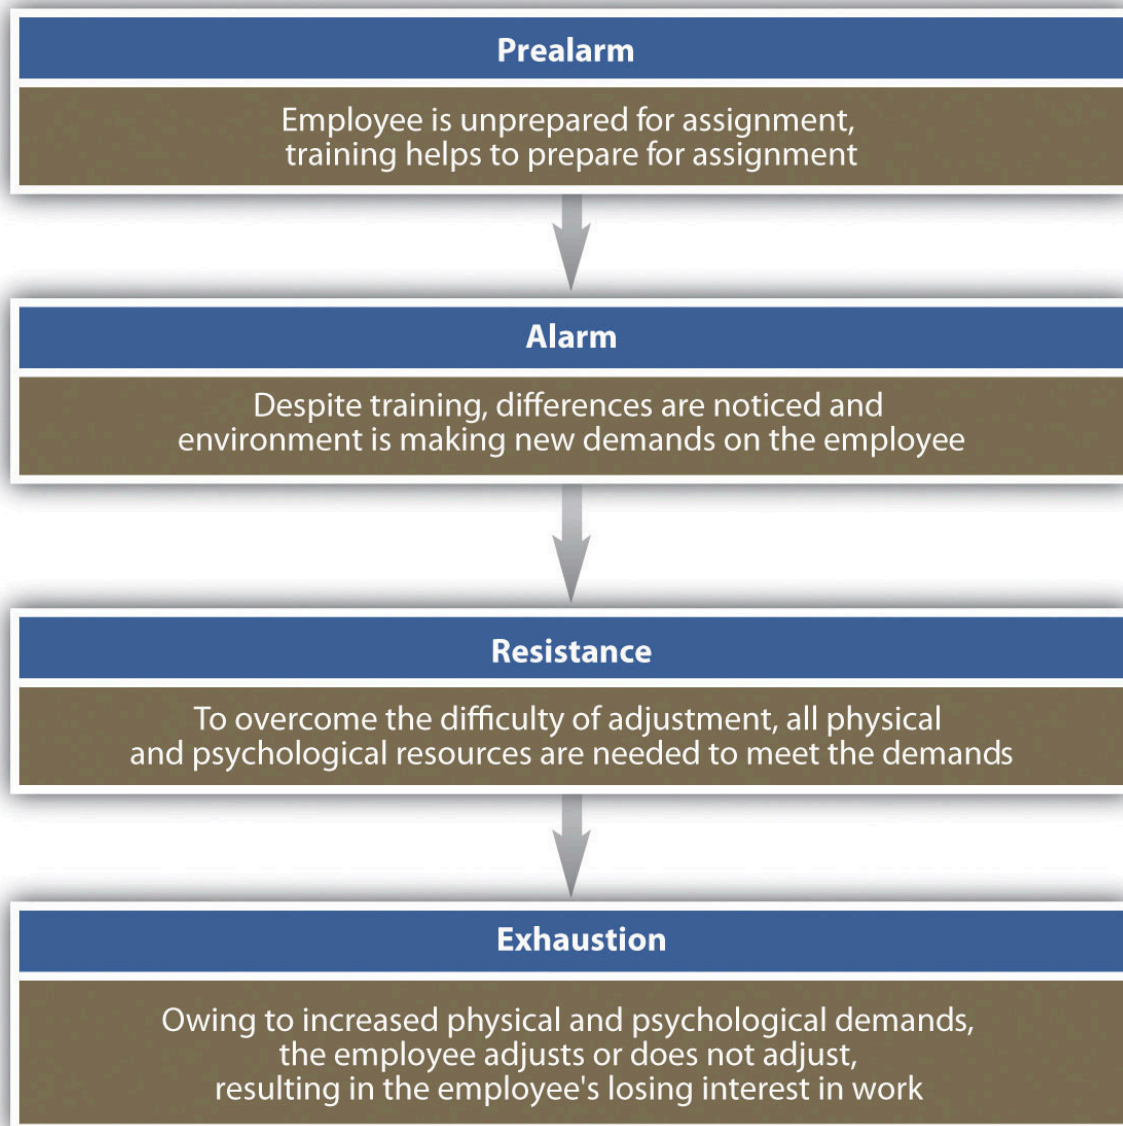 Prealarm
Employee is unprepared for assignment,
training helps to prepare for assignment
Alarm
Despite training, differences are noticed and
environment is making new demands on the employee
Resistance
To overcome the difficulty of adjustment, all physical
and psychological resources are needed to meet the demands
Exhaustion
Owing to increased physical and psychological demands,
the employee adjusts or does not adjust,
resulting in the employee's losing interest in work